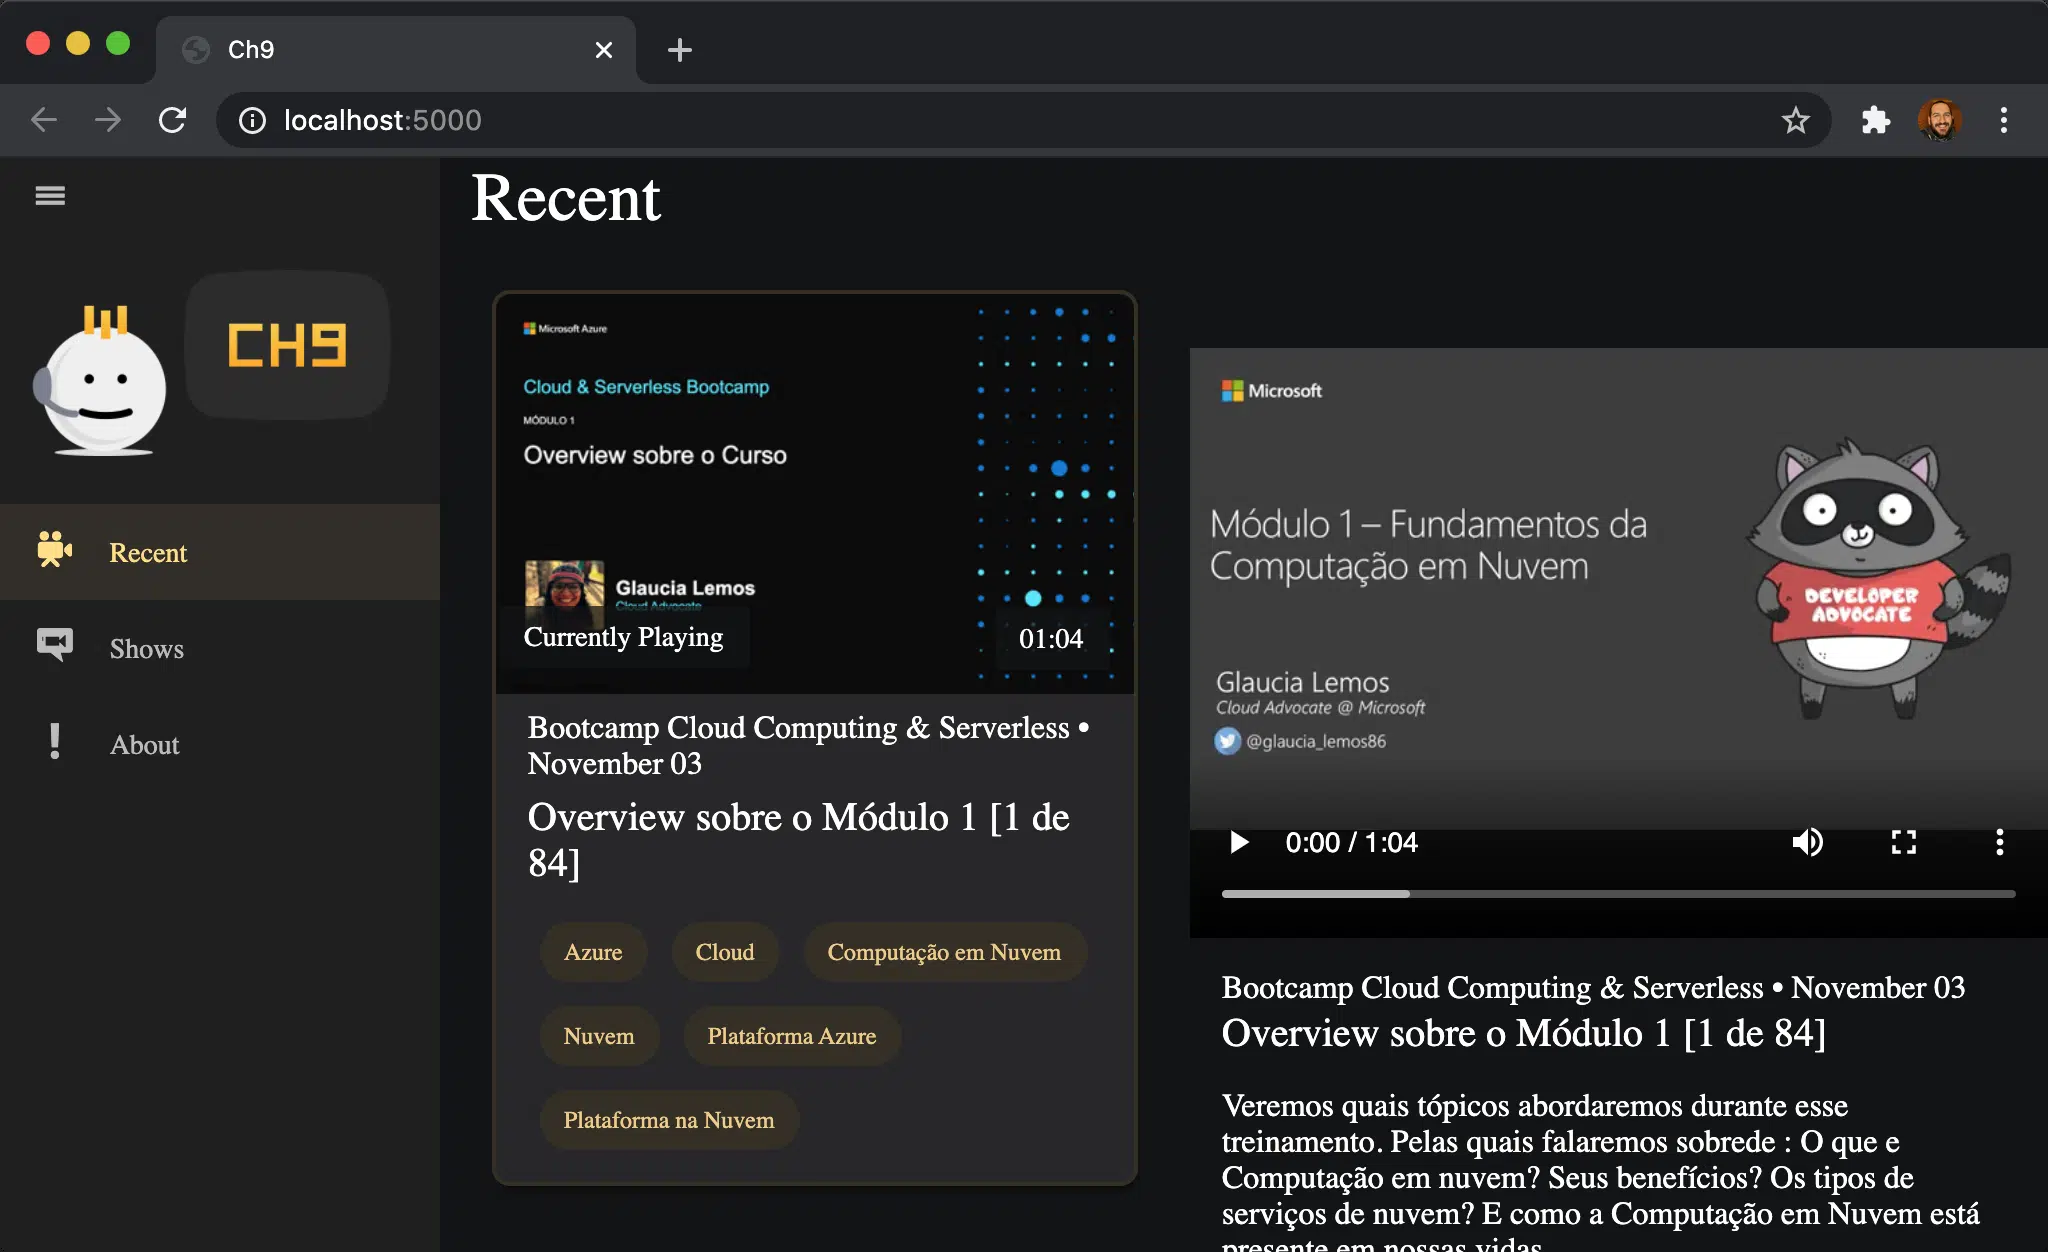 Ch9
localhost:5000
CH9
Recent
Shows
About
Recent
Microsoft Azure
Cloud & Serverless Bootcamp
MÓDULO 1
Overview sobre o Curso
Glaucia Lemos
Cloud Advocate
Currently Playing
01:04
Bootcamp Cloud Computing & Serverless •
November 03
Overview sobre o Módulo 1 [1 de
84]
Azure
Cloud
Computação em Nuvem
Nuvem
Plataforma Azure
Plataforma na Nuvem
Microsoft
Módulo 1 – Fundamentos da
Computação em Nuvem
DEVELOPER
ADVOCATE
Glaucia Lemos
Cloud Advocate @ Microsoft
@glaucia_lemos86
0:00 / 1:04
Bootcamp Cloud Computing & Serverless • November 03
Overview sobre o Módulo 1 [1 de 84]
Veremos quais tópicos abordaremos durante esse
treinamento. Pelas quais falaremos sobrede : O que e
Computação em nuvem? Seus benefícios? Os tipos de
serviços de nuvem? E como a Computação em Nuvem está
presente em nossas vidas